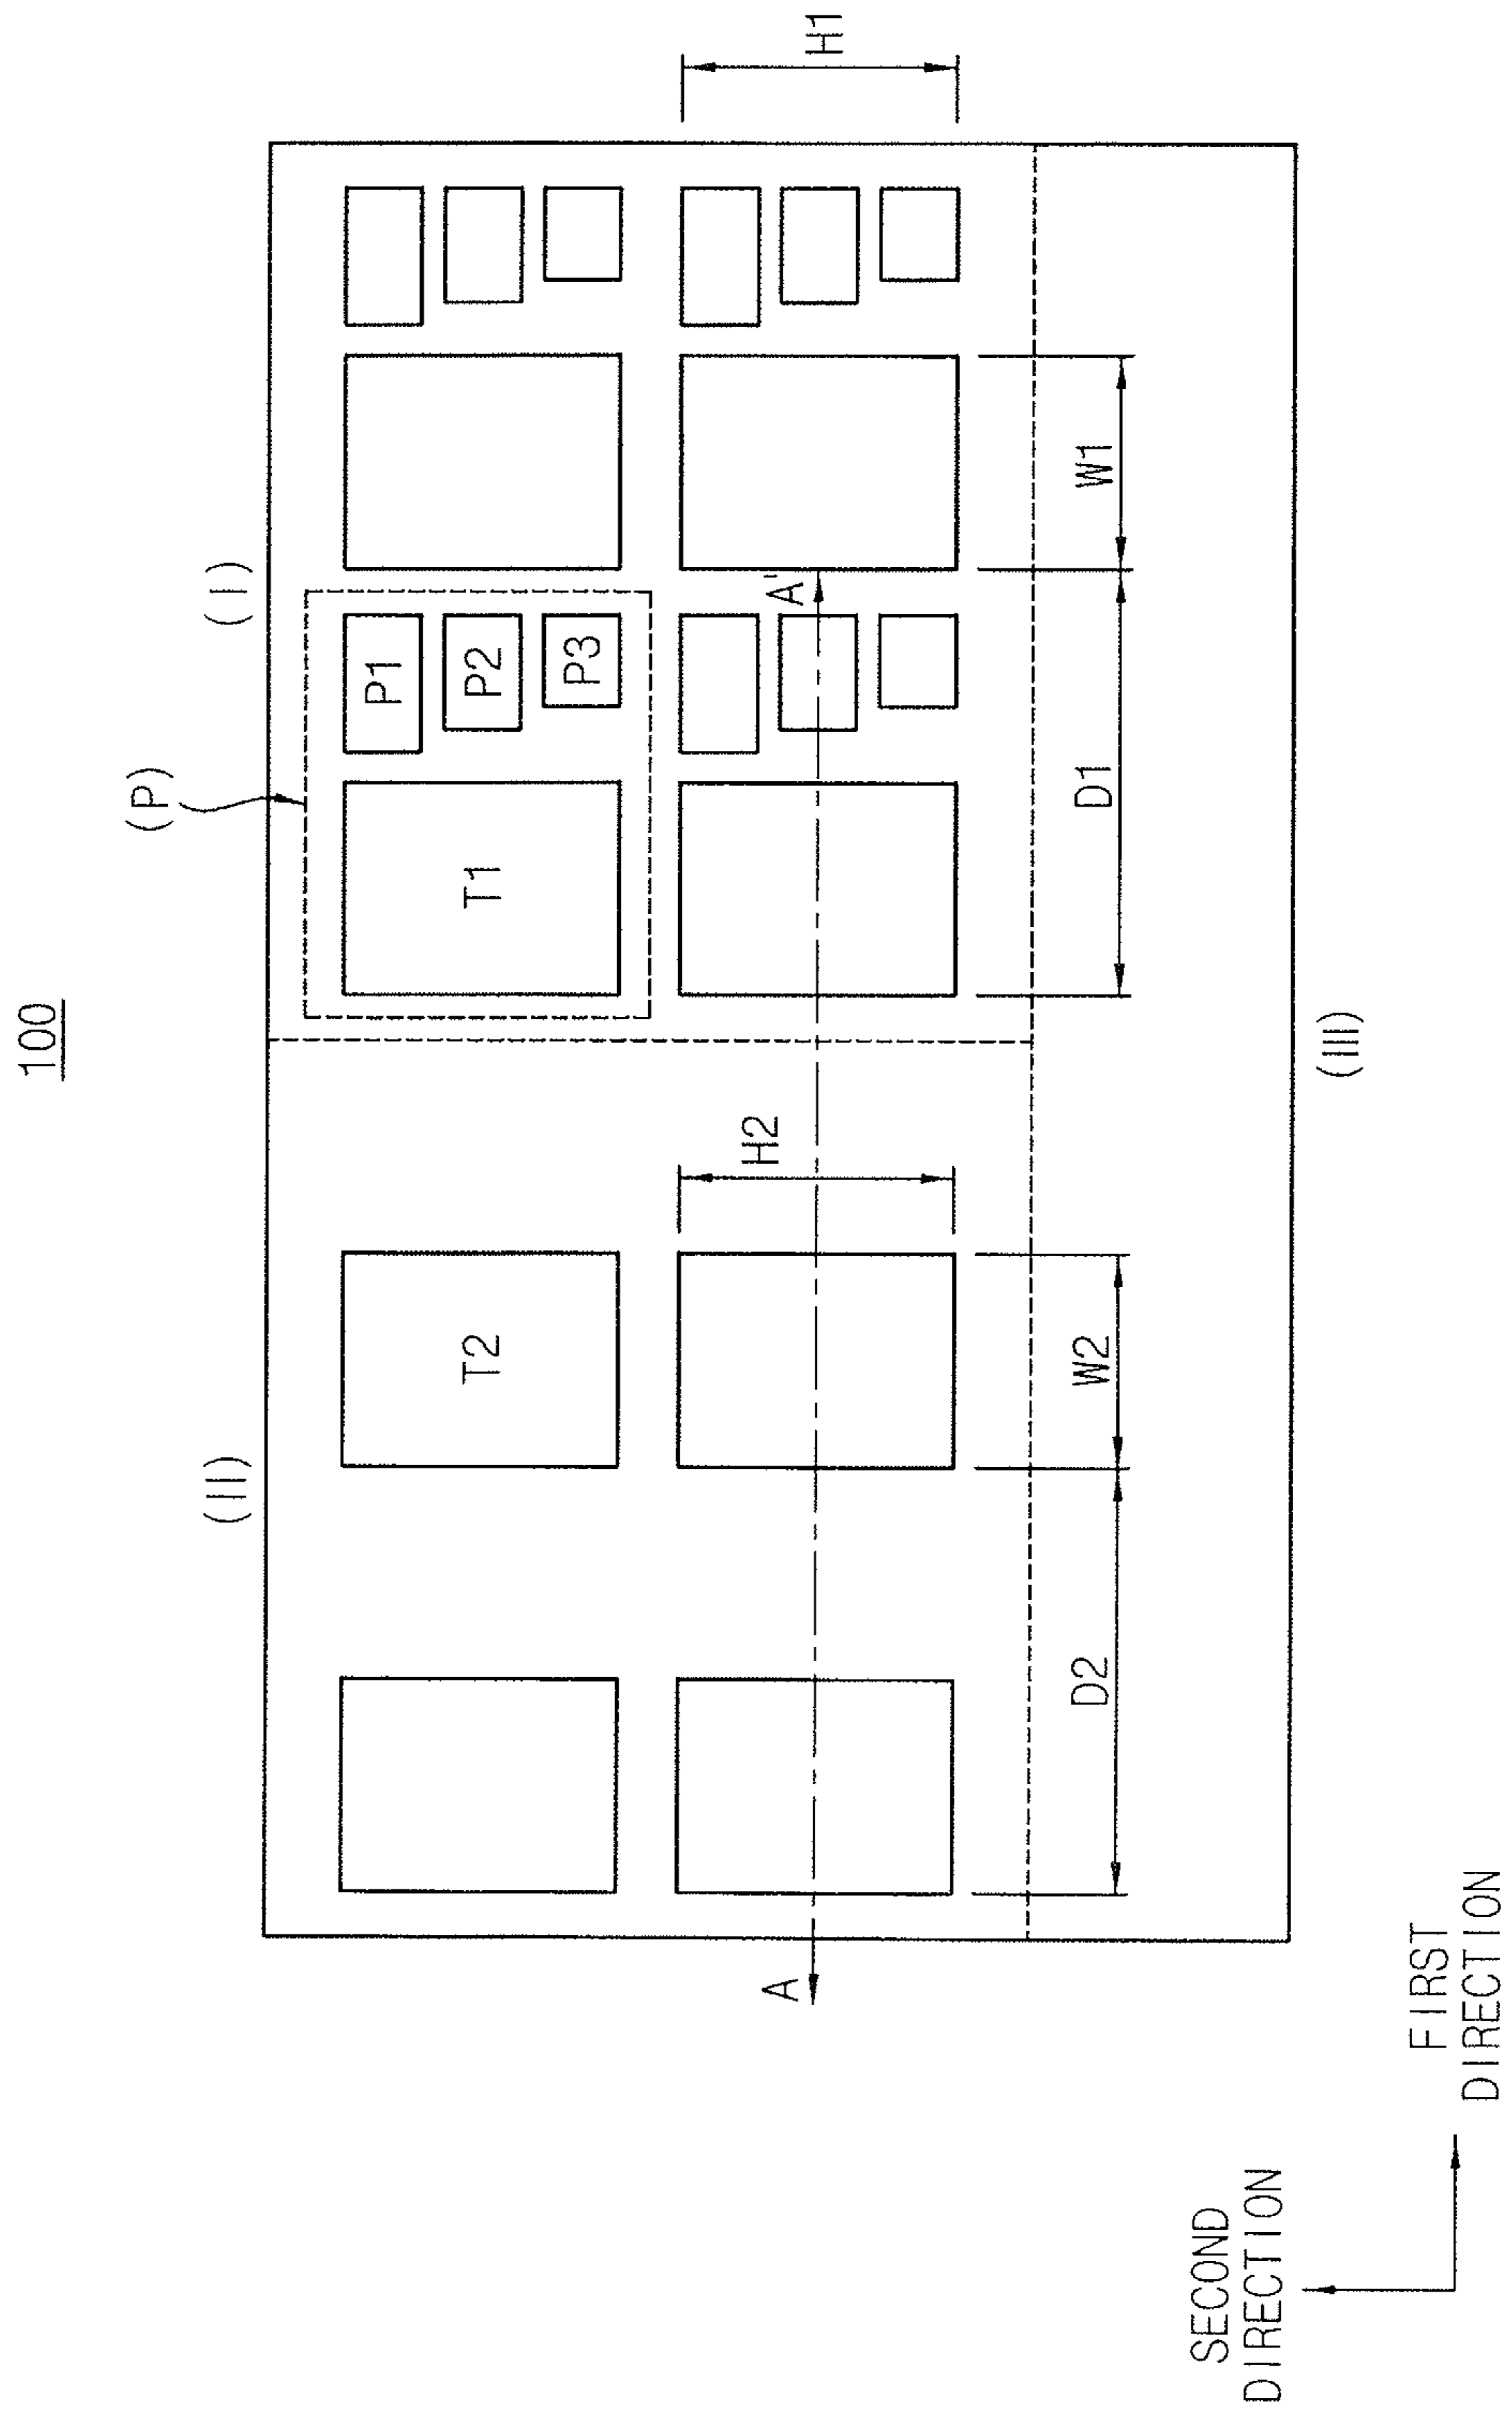 100
(II)
(I)
(P)
T2
T1
P1
P2
P3
H2
H1
A
A'
D2
W2
D1
W1
(III)
SECOND
DIRECTION
FIRST
DIRECTION